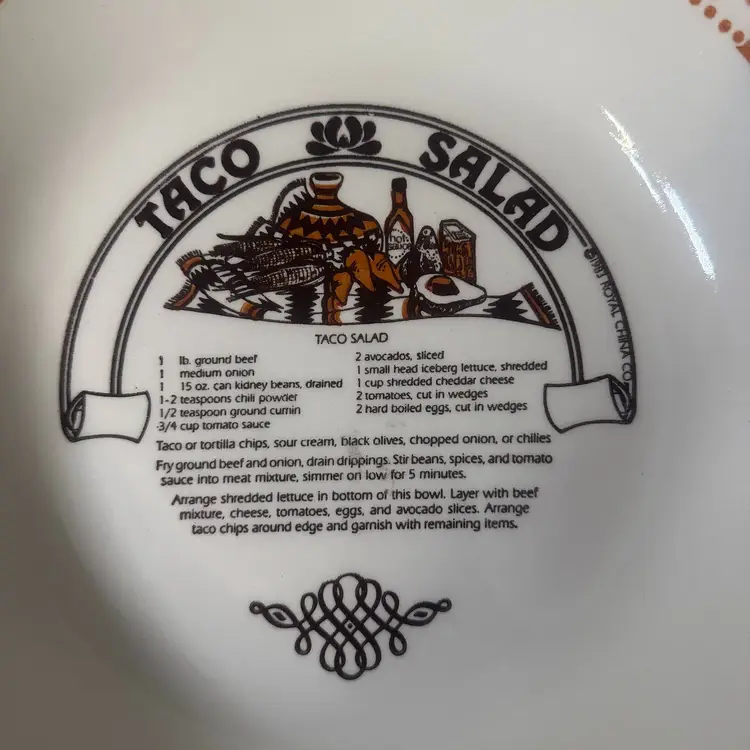 TACO SALAD
©1983 ROYAL CHINA CO.
hot
sauce
TACO SALAD
1 lb. ground beef
1 medium onion
1 15 oz. can kidney beans, drained
1-2 teaspoons chili powder
1/2 teaspoon ground cumin
3/4 cup tomato sauce
2 avocados, sliced
1 small head iceberg lettuce, shredded
1 cup shredded cheddar cheese
2 tomatoes, cut in wedges
2 hard boiled eggs, cut in wedges
Taco or tortilla chips, sour cream, black olives, chopped onion, or chilies
Fry ground beef and onion, drain drippings. Stir beans, spices, and tomato
sauce into meat mixture, simmer on low for 5 minutes.
Arrange shredded lettuce in bottom of this bowl. Layer with beef
mixture, cheese, tomatoes, eggs, and avocado slices. Arrange
taco chips around edge and garnish with remaining items.